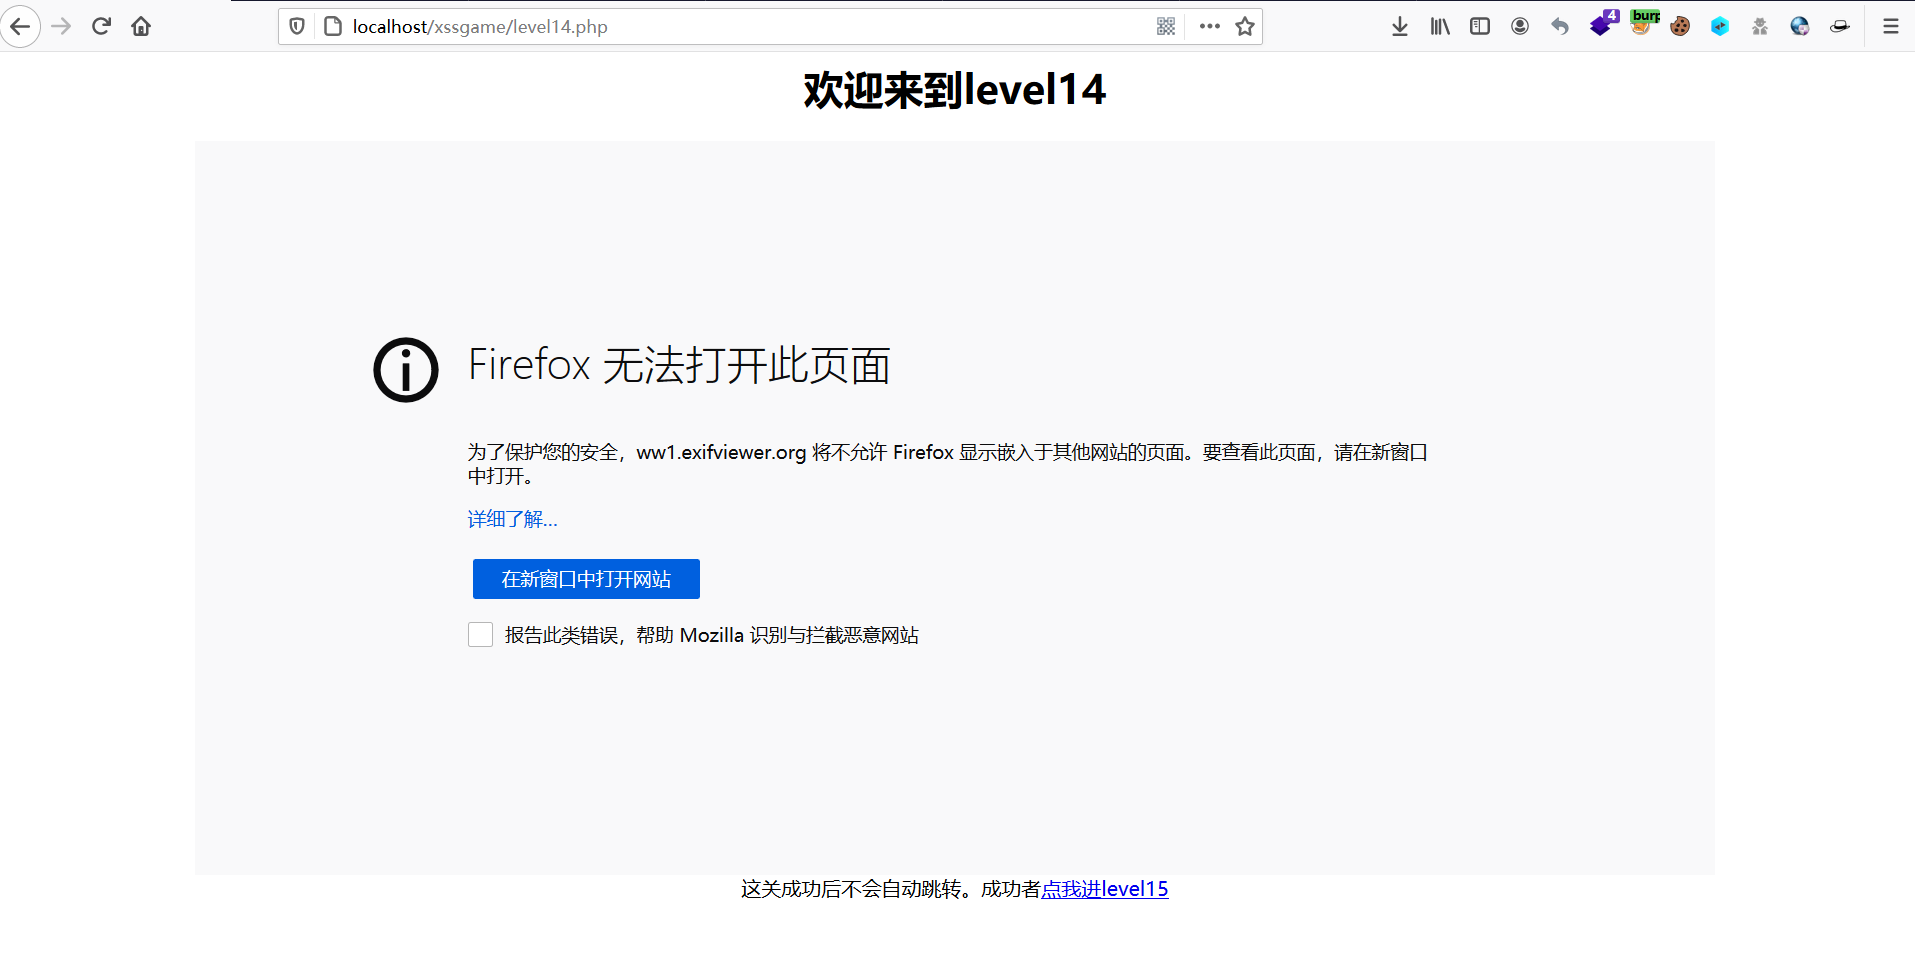 localhost/xssgame/level14.php
4
burp
欢迎来到level14
Firefox 无法打开此页面
为了保护您的安全，ww1.exifviewer.org 将不允许 Firefox 显示嵌入于其他网站的页面。要查看此页面，请在新窗口
中打开。
详细了解...
在新窗口中打开网站
报告此类错误，帮助 Mozilla 识别与拦截恶意网站
这关成功后不会自动跳转。成功者点我进level15